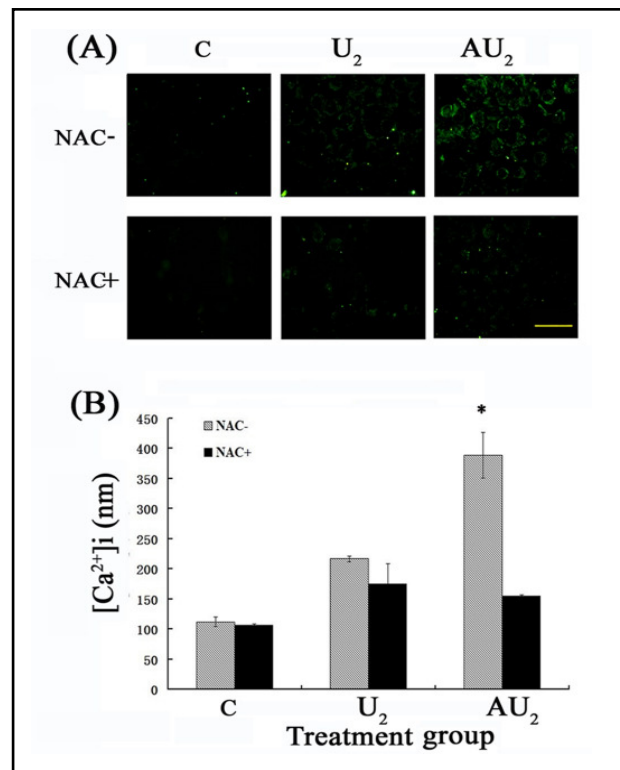 (A)
C U₂ AU₂
NAC-
NAC+
(B)
*
NAC-
NAC+
450
400
350
300
250
200
150
100
50
0
[Ca²⁺]i (nm)
C U₂ AU₂
Treatment group